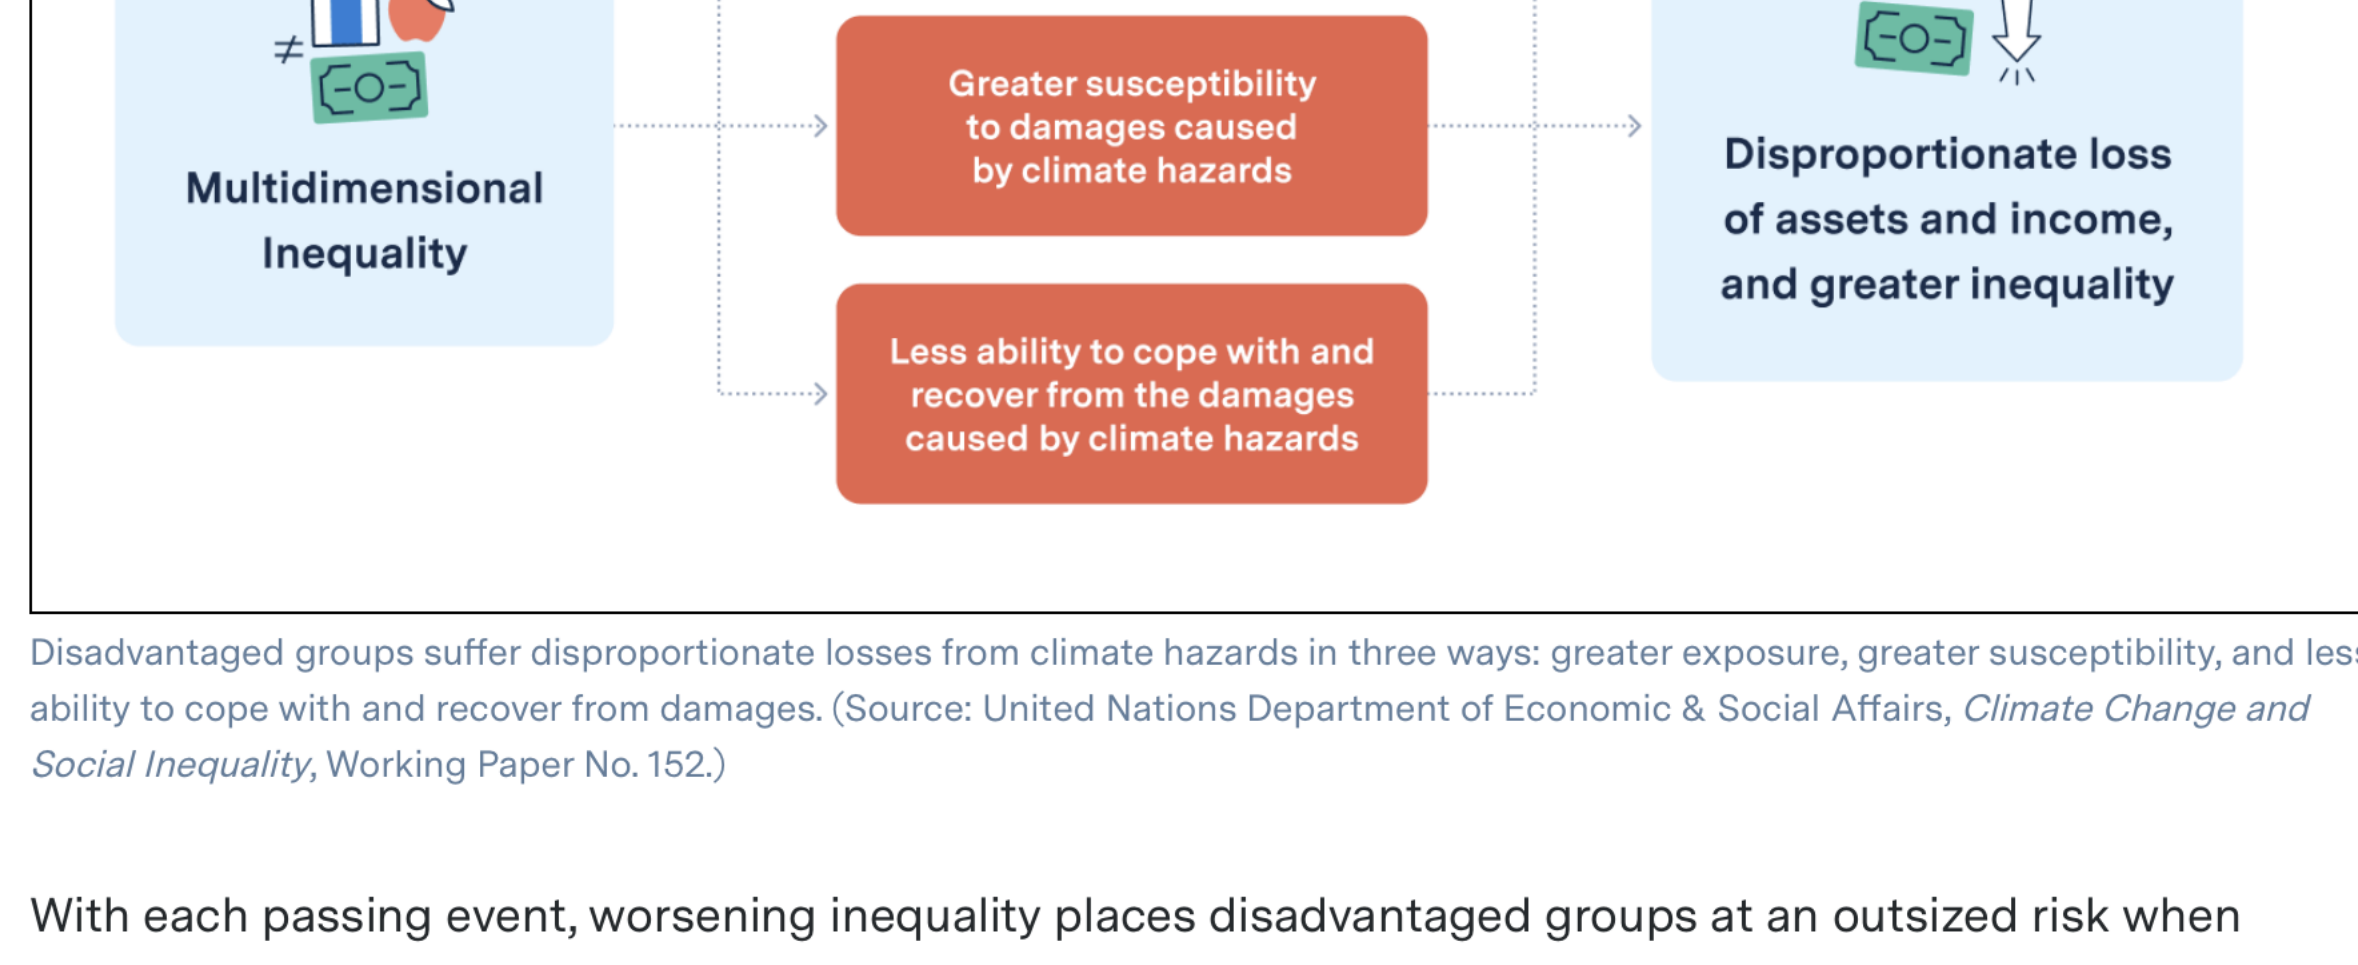 ≠
Multidimensional
Inequality
Greater susceptibility
to damages caused
by climate hazards
Less ability to cope with and
recover from the damages
caused by climate hazards
Disproportionate loss
of assets and income,
and greater inequality
Disadvantaged groups suffer disproportionate losses from climate hazards in three ways: greater exposure, greater susceptibility, and less
ability to cope with and recover from damages. (Source: United Nations Department of Economic & Social Affairs, Climate Change and
Social Inequality, Working Paper No. 152.)
With each passing event, worsening inequality places disadvantaged groups at an outsized risk when